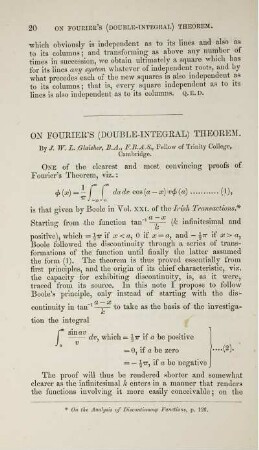 20 ON FOURIER'S (DOUBLE-INTEGRAL) THEOREM.
which obviously is independent as to its lines and also as
to its columns; and transforming as above any number of
times in succession, we obtain ultimately a square which has
for its lines any system whatever of independent roots, and by
what precedes each of the new squares is also independent as
to its columns; that is, every square independent as to its
lines is also independent as to its columns. Q.E.D.
ON FOURIER'S (DOUBLE-INTEGRAL) THEOREM.
By J. W. L. Glaisher, B.A., F.R.A.S., Fellow of Trinity College,
Cambridge.
ONE of the clearest and most convincing proofs of
Fourier's Theorem, viz.:
φ(x) = 1/π ∫ ∫ da dv cos(a − x) v φ(a) ...........(1),
is that given by Boole in Vol. XXI. of the Irish Transactions.*
Starting from the function tan⁻¹ (a − x)/k (k infinitesimal and
positive), which = ½π if x < a, 0 if x = a, and − ½π if x > a,
Boole followed the discontinuity through a series of trans-
formations of the function until finally the latter assumed
the form (1). The theorem is thus proved essentially from
first principles, and the origin of its chief characteristic, viz.
the capacity for exhibiting discontinuity, is, as it were,
traced from its source. In this note I propose to follow
Boole's principle, only instead of starting with the dis-
continuity in tan⁻¹ (a − x)/k to take as the basis of the investiga-
tion the integral
∫₀^∞ (sin av)/v dv, which = ½π if a be positive
= 0, if a be zero ...(2).
= − ½π, if a be negative
The proof will thus be rendered shorter and somewhat
clearer as the infinitesimal k enters in a manner that renders
the functions involving it more easily conceivable; on the
* On the Analysis of Discontinuous Functions, p. 126.